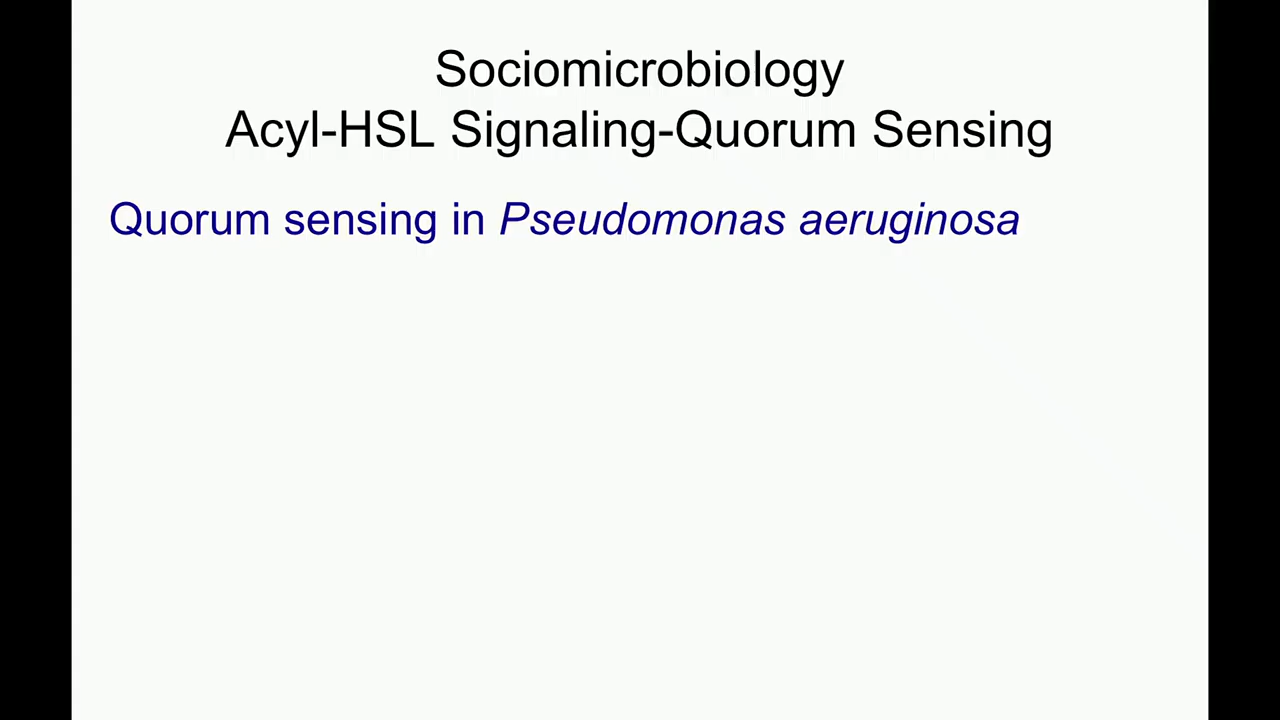 Sociomicrobiology
Acyl-HSL Signaling-Quorum Sensing
Quorum sensing in Pseudomonas aeruginosa